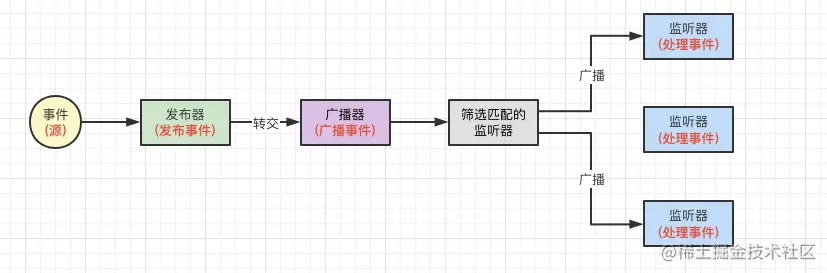 事件
(源)
发布器
(发布事件)
转交
广播器
(广播事件)
筛选匹配的
监听器
广播
监听器
(处理事件)
监听器
(处理事件)
广播
监听器
(处理事件)
@稀土掘金技术社区